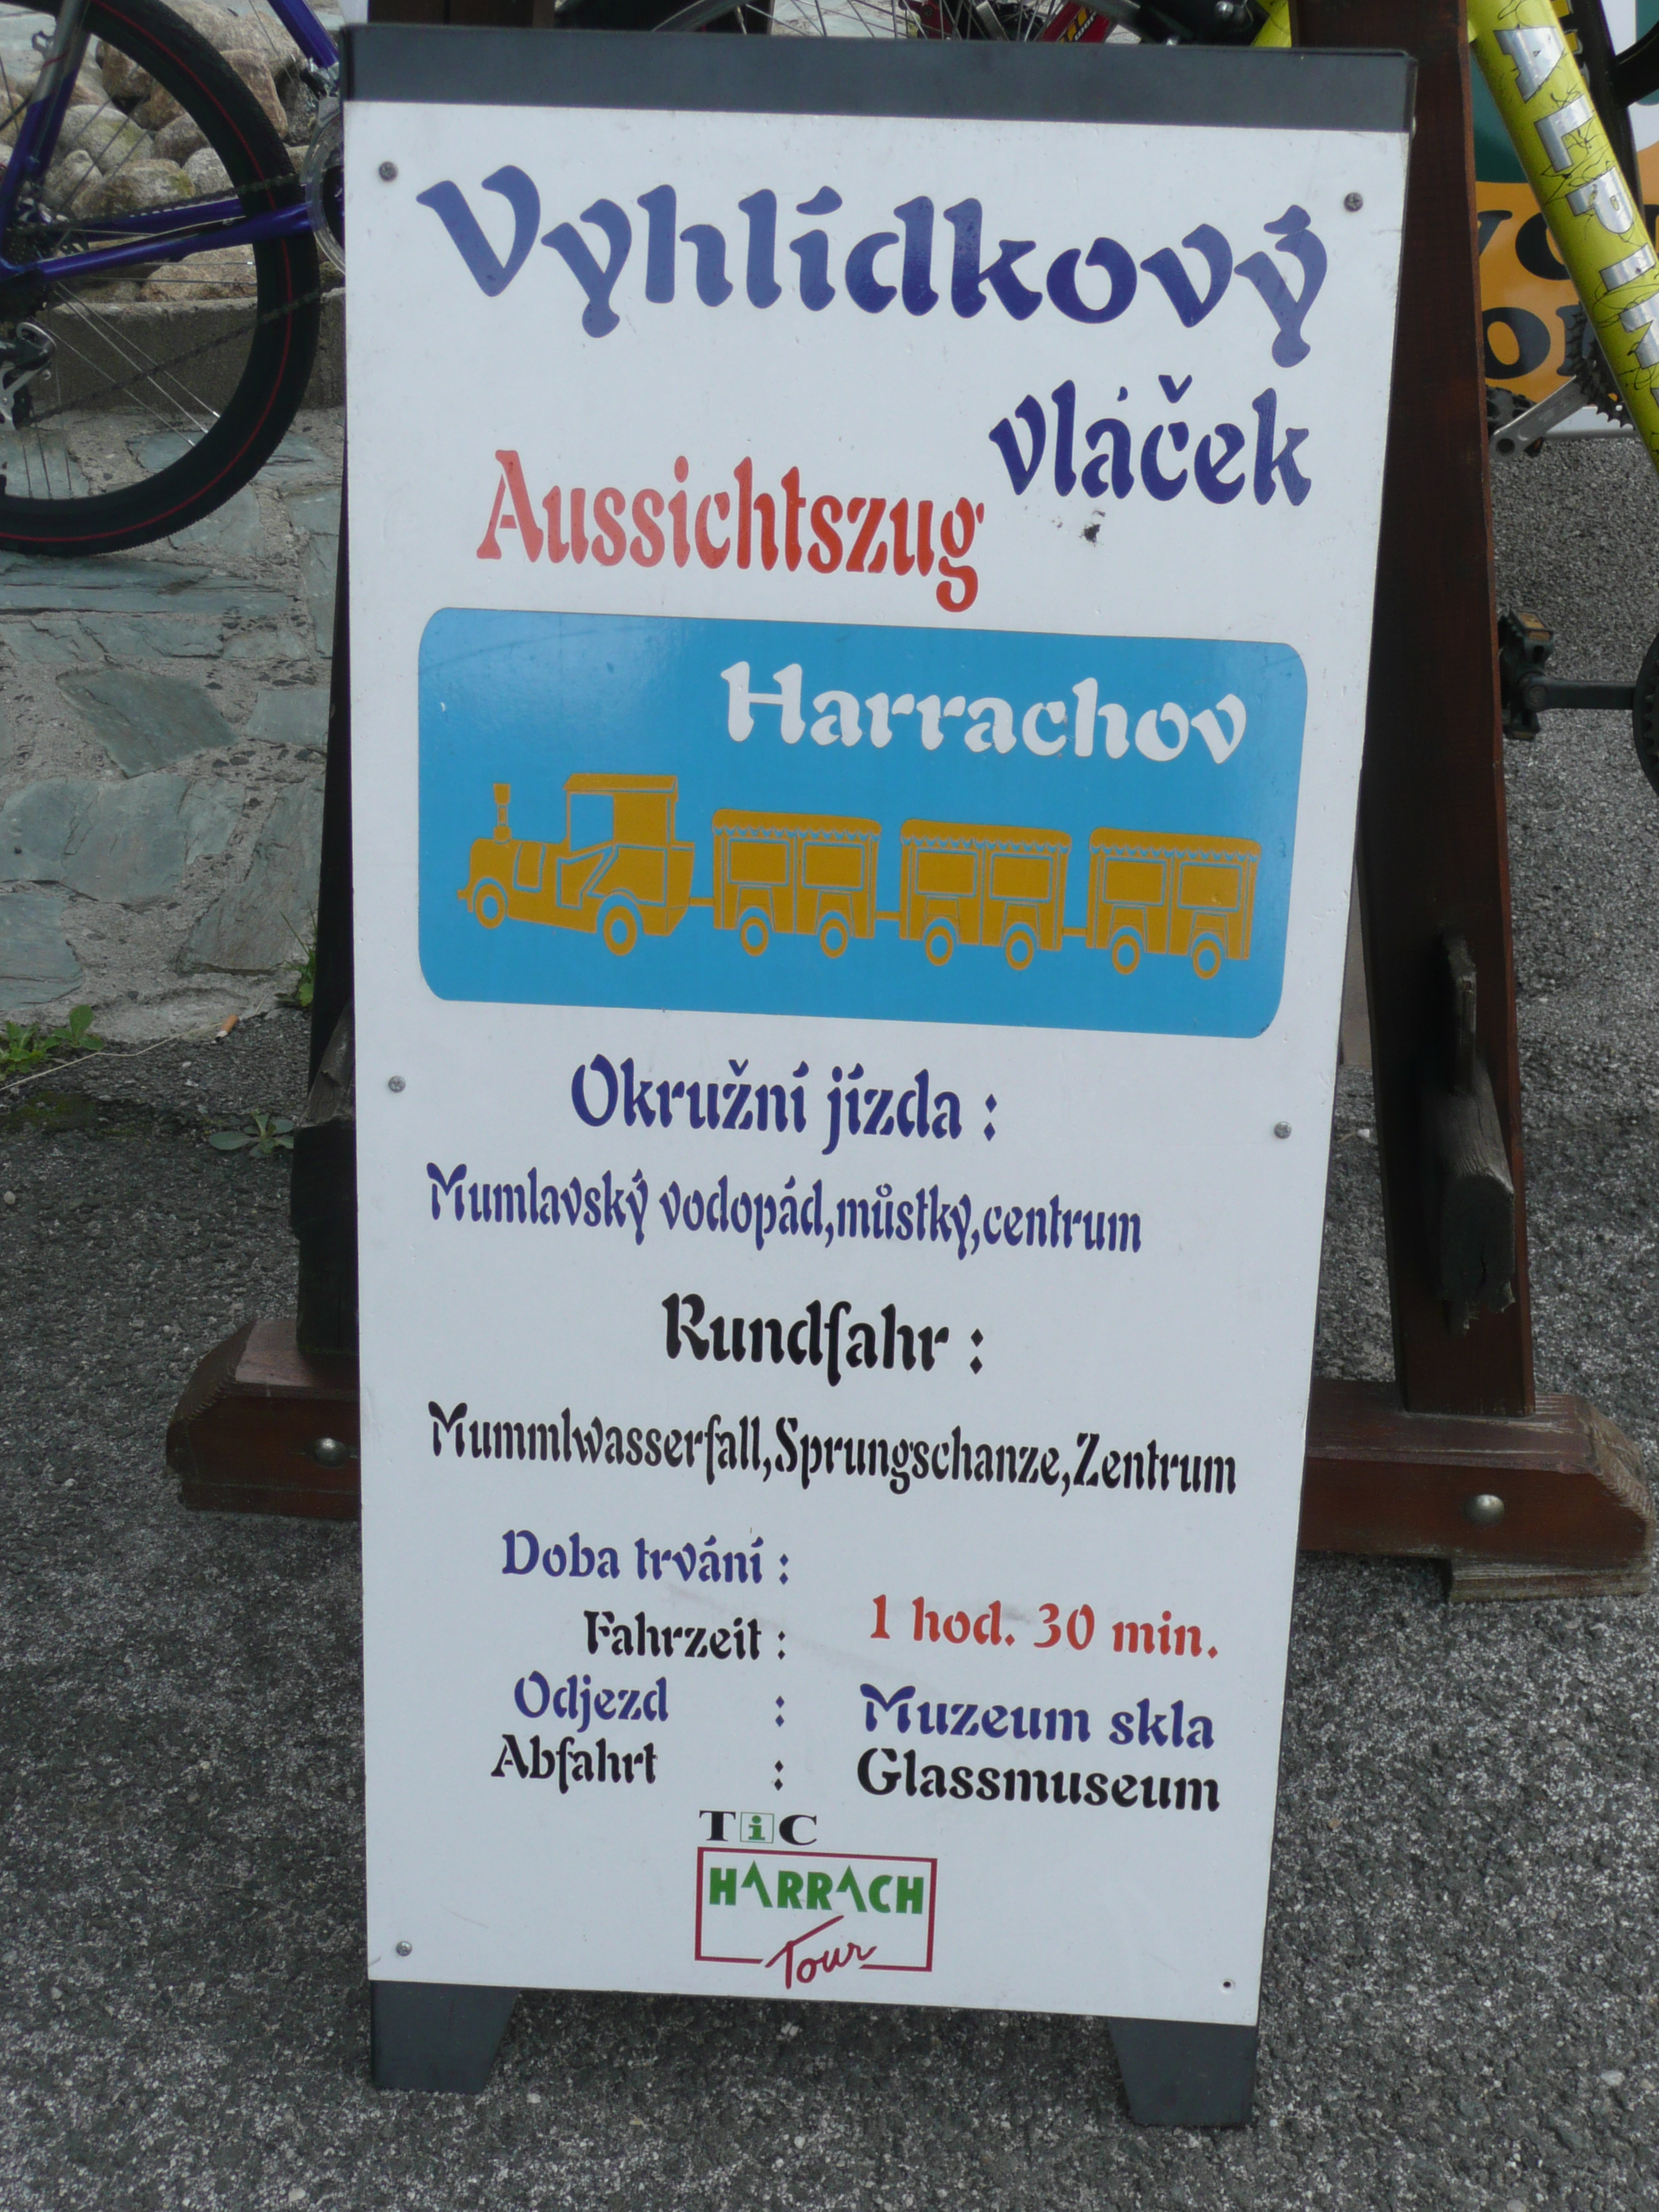 Vyhlídkový
vláček
Aussichtszug
Harrachov
Okružní jízda :
Mumlavský vodopád,můstky,centrum
Rundfahr :
Mummlwasserfall,Sprungschanze,Zentrum
Doba trvání :
Fahrzeit :
1 hod. 30 min.
Odjezd : Muzeum skla
Abfahrt : Glassmuseum
TiC
HARRACH
Tour